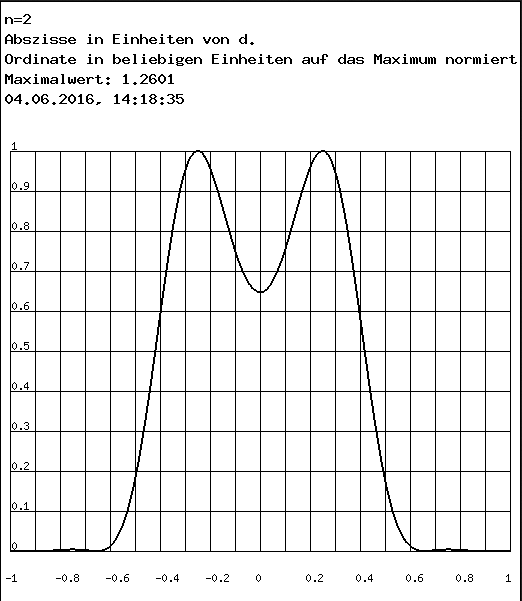 n=2
Abszisse in Einheiten von d.
Ordinate in beliebigen Einheiten auf das Maximum normiert
Maximalwert: 1.2601
04.06.2016, 14:18:35
1
0.9
0.8
0.7
0.6
0.5
0.4
0.3
0.2
0.1
0
-1 -0.8 -0.6 -0.4 -0.2 0 0.2 0.4 0.6 0.8 1